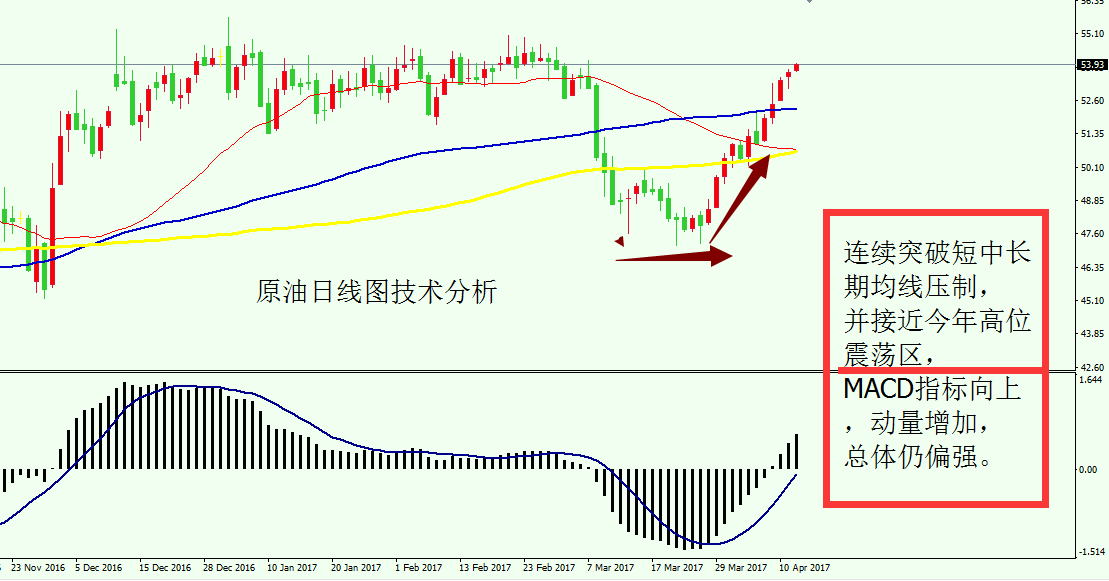 56.35
55.10
53.93
52.60
51.35
50.10
48.85
47.60
46.35
45.10
43.85
42.60
原油日线图技术分析
连续突破短中长
期均线压制，
并接近今年高位
震荡区，
MACD指标向上
，动量增加，
总体仍偏强。
1.644
0.00
-1.514
23 Nov 2016
5 Dec 2016
15 Dec 2016
28 Dec 2016
10 Jan 2017
20 Jan 2017
1 Feb 2017
13 Feb 2017
23 Feb 2017
7 Mar 2017
17 Mar 2017
29 Mar 2017
10 Apr 2017